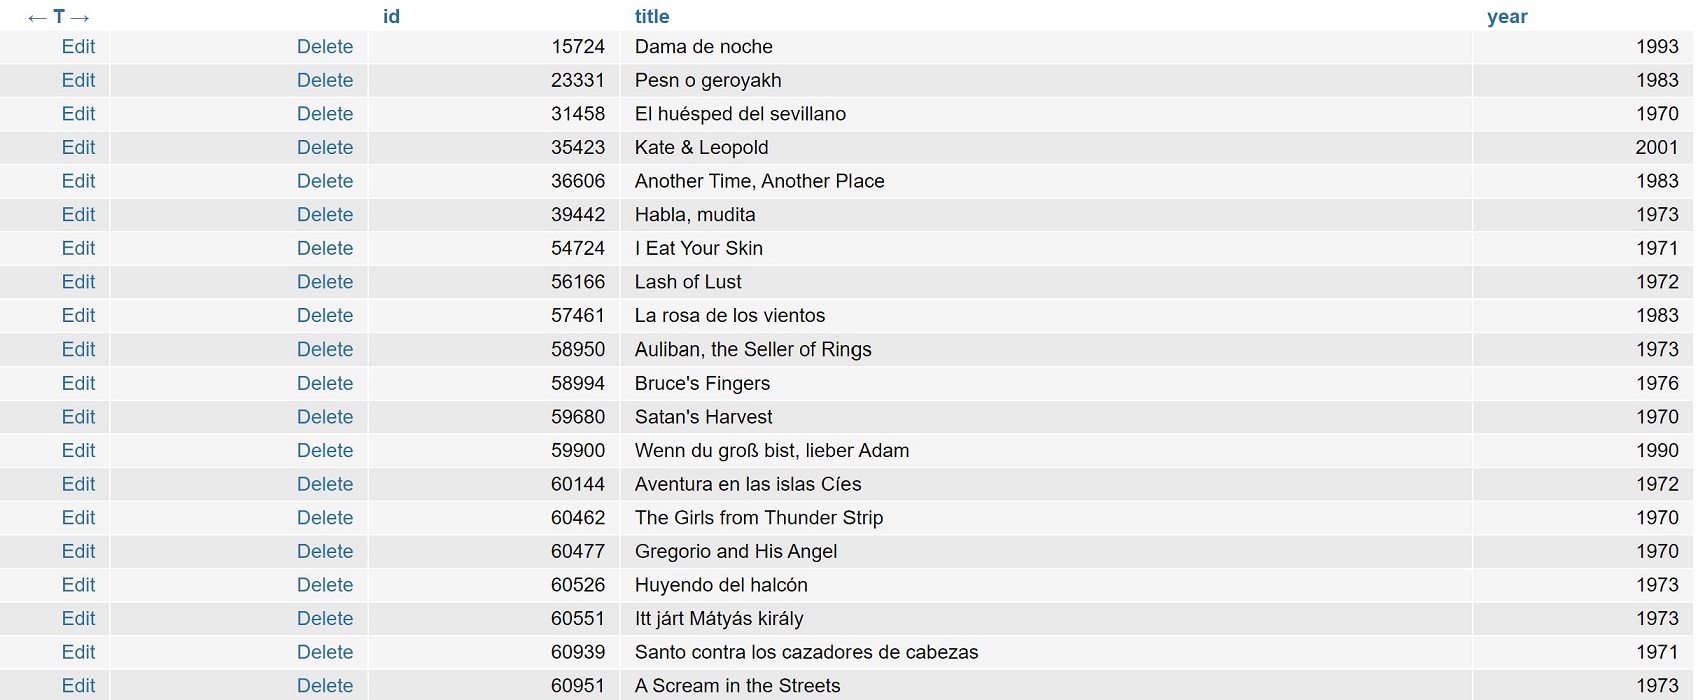 ← T → id title year
Edit Delete 15724 Dama de noche 1993
Edit Delete 23331 Pesn o geroyakh 1983
Edit Delete 31458 El huésped del sevillano 1970
Edit Delete 35423 Kate & Leopold 2001
Edit Delete 36606 Another Time, Another Place 1983
Edit Delete 39442 Habla, mudita 1973
Edit Delete 54724 I Eat Your Skin 1971
Edit Delete 56166 Lash of Lust 1972
Edit Delete 57461 La rosa de los vientos 1983
Edit Delete 58950 Auliban, the Seller of Rings 1973
Edit Delete 58994 Bruce's Fingers 1976
Edit Delete 59680 Satan's Harvest 1970
Edit Delete 59900 Wenn du groß bist, lieber Adam 1990
Edit Delete 60144 Aventura en las islas Cíes 1972
Edit Delete 60462 The Girls from Thunder Strip 1970
Edit Delete 60477 Gregorio and His Angel 1970
Edit Delete 60526 Huyendo del halcón 1973
Edit Delete 60551 Itt járt Mátyás király 1973
Edit Delete 60939 Santo contra los cazadores de cabezas 1971
Edit Delete 60951 A Scream in the Streets 1973